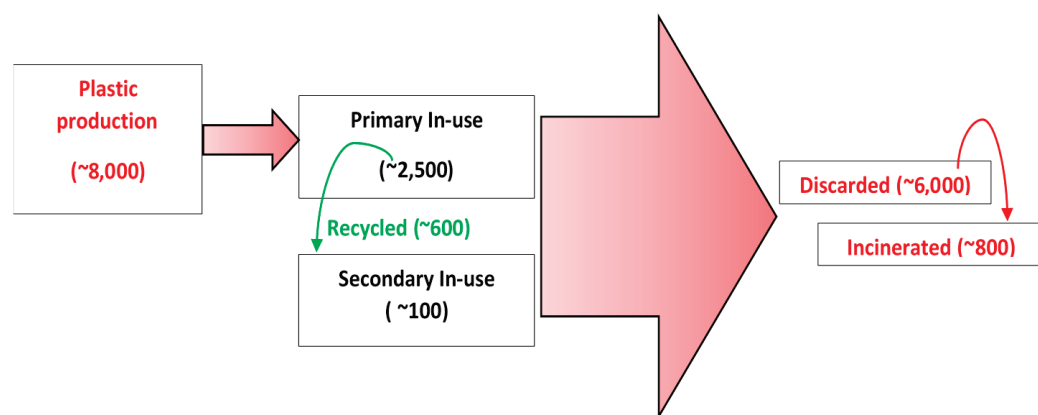 Plastic
production
(~8,000)
Primary In-use
(~2,500)
Recycled (~600)
Secondary In-use
( ~100)
Discarded (~6,000)
Incinerated (~800)